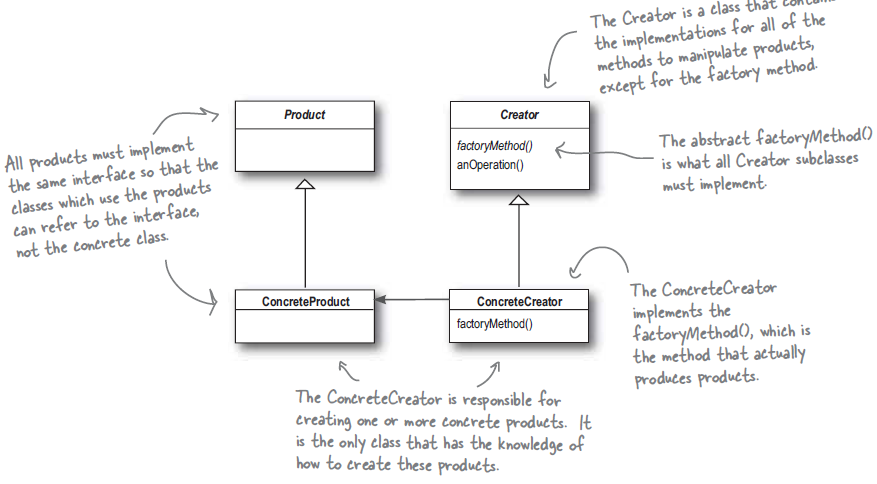 The Creator is a class that
the implementations for all of the
methods to manipulate products,
except for the factory method.
Product
Creator
factoryMethod()
anOperation()
All products must implement
the same interface so that the
classes which use the products
can refer to the interface,
not the concrete class.
The abstract factoryMethod()
is what all Creator subclasses
must implement.
ConcreteProduct
ConcreteCreator
factoryMethod()
The ConcreteCreator
implements the
factoryMethod(), which is
the method that actually
produces products.
The ConcreteCreator is responsible for
creating one or more concrete products. It
is the only class that has the knowledge of
how to create these products.